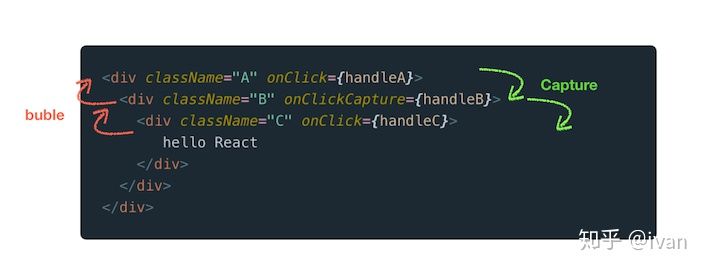 <div className="A" onClick={handleA}>
Capture
<div className="B" onClickCapture={handleB}>
buble
<div className="C" onClick={handleC}>
hello React
</div>
</div>
</div>
知乎 @ivan